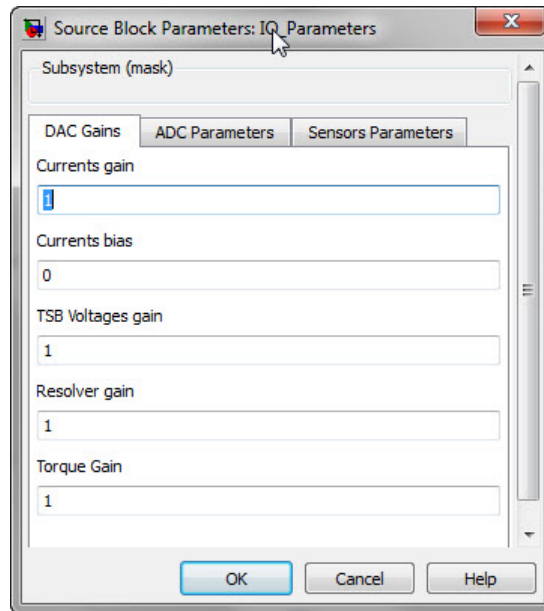 Source Block Parameters: IO_Parameters
Subsystem (mask)
DAC Gains
ADC Parameters
Sensors Parameters
Currents gain
1
Currents bias
0
TSB Voltages gain
1
Resolver gain
1
Torque Gain
1
OK
Cancel
Help